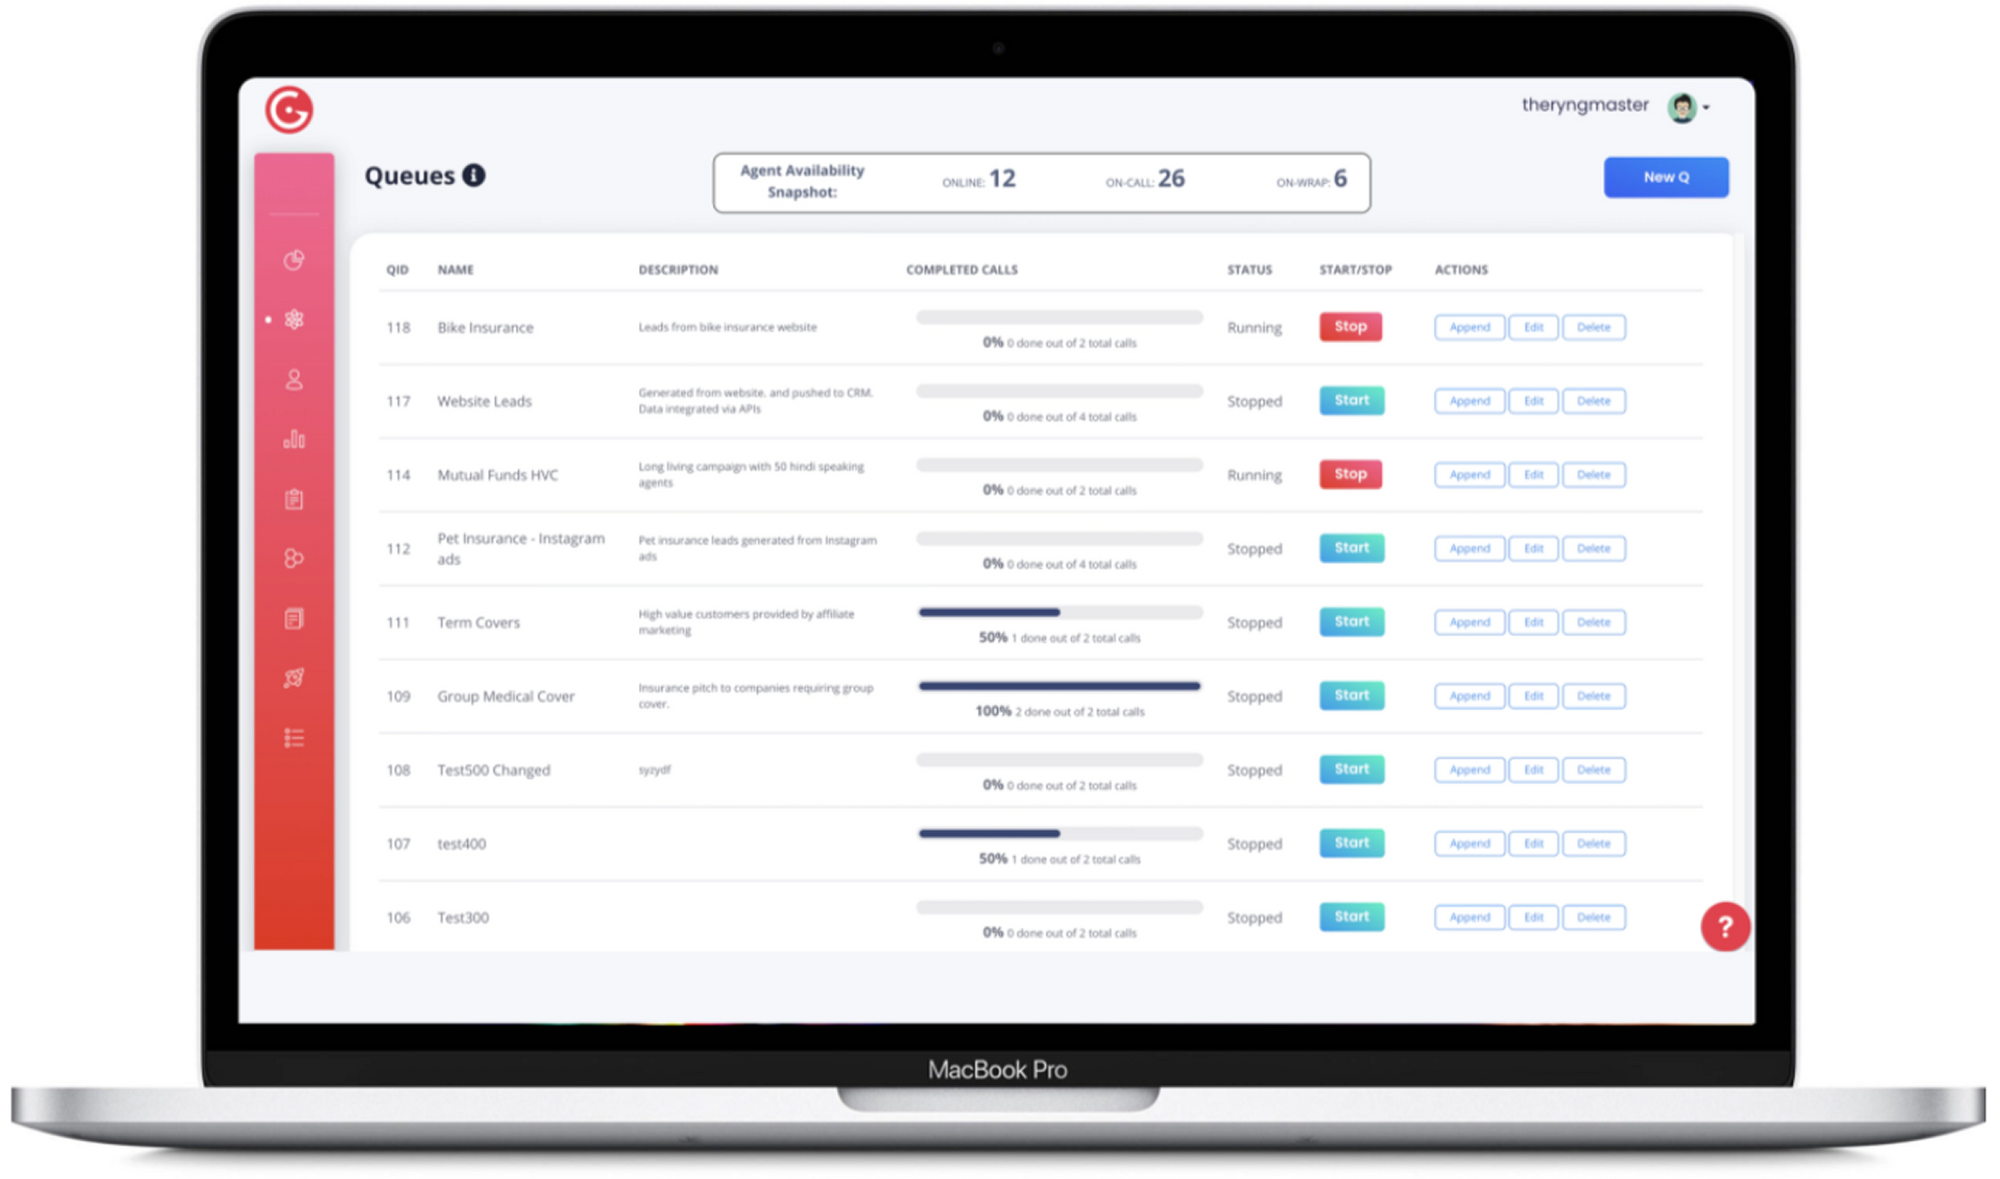 theryngmaster
Queues
Agent Availability
Snapshot:
ONLINE: 12
ON-CALL: 26
ON-WRAP: 6
New Q
QID NAME DESCRIPTION COMPLETED CALLS STATUS START/STOP ACTIONS
118 Bike Insurance Leads from bike insurance website Running Stop Append Edit Delete
0% 0 done out of 2 total calls
117 Website Leads Generated from website, and pushed to CRM. Stopped Start Append Edit Delete
Data integrated via APIs
0% 0 done out of 4 total calls
114 Mutual Funds HVC Long living campaign with 50 hindi speaking Running Stop Append Edit Delete
agents
0% 0 done out of 2 total calls
112 Pet Insurance - Instagram Pet insurance leads generated from Instagram Stopped Start Append Edit Delete
ads ads
0% 0 done out of 4 total calls
111 Term Covers High value customers provided by affiliate Stopped Start Append Edit Delete
marketing
50% 1 done out of 2 total calls
109 Group Medical Cover Insurance pitch to companies requiring group Stopped Start Append Edit Delete
cover.
100% 2 done out of 2 total calls
108 Test500 Changed syzydf Stopped Start Append Edit Delete
0% 0 done out of 2 total calls
107 test400 Stopped Start Append Edit Delete
50% 1 done out of 2 total calls
106 Test300 Stopped Start Append Edit Delete
0% 0 done out of 2 total calls
?
MacBook Pro